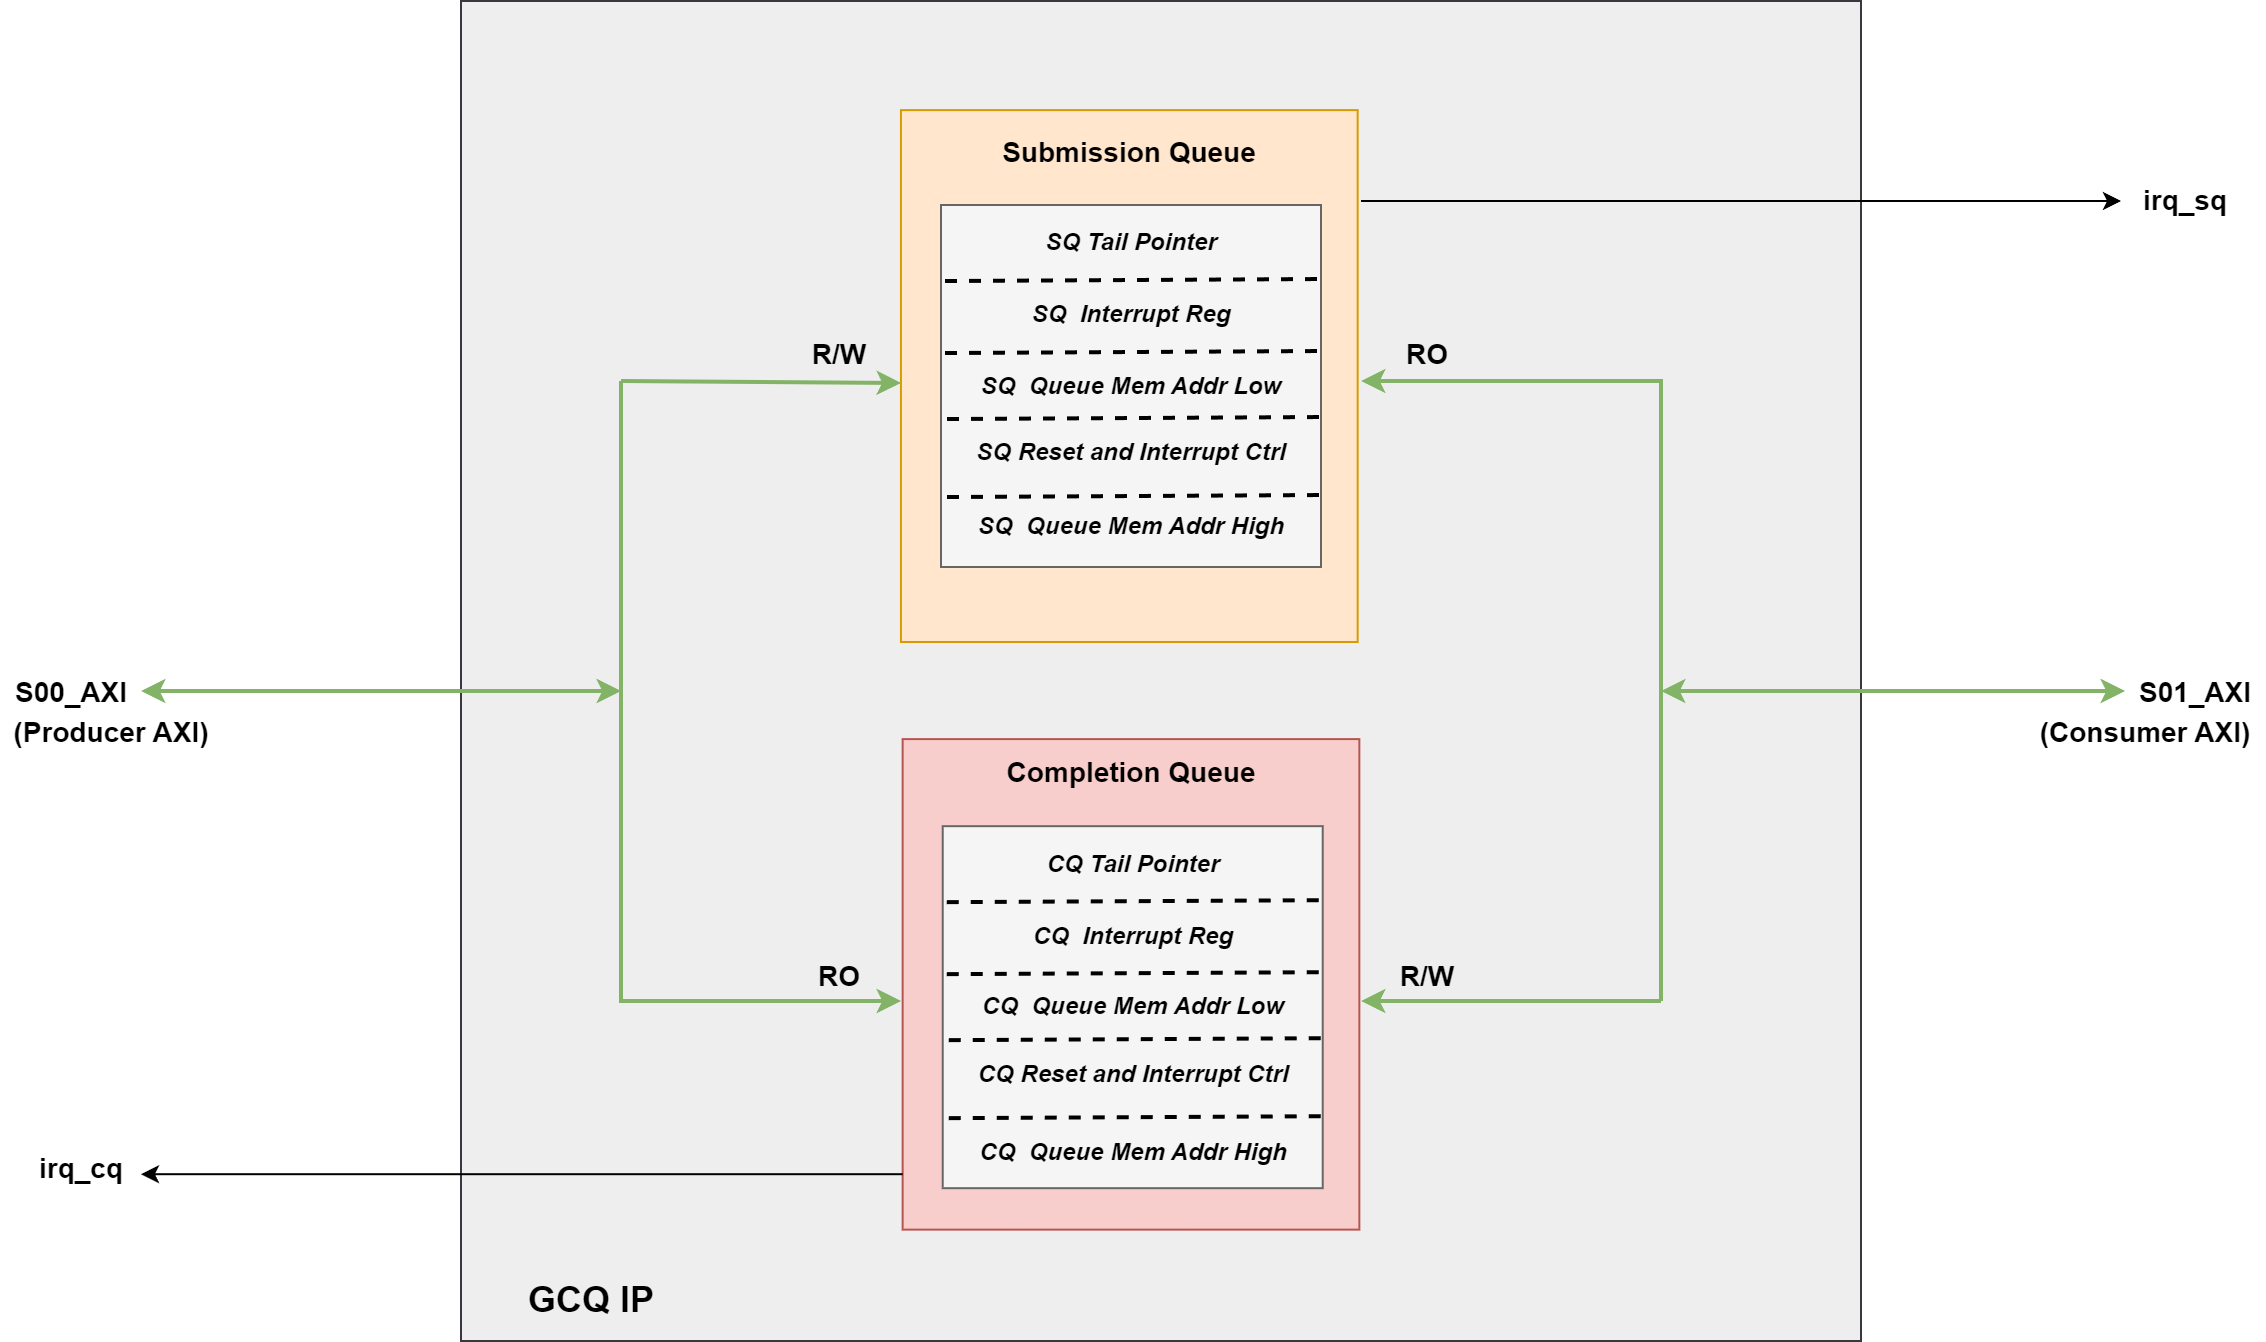 Submission Queue
irq_sq
SQ Tail Pointer
SQ Interrupt Reg
R/W
RO
SQ Queue Mem Addr Low
SQ Reset and Interrupt Ctrl
SQ Queue Mem Addr High
S00_AXI
(Producer AXI)
S01_AXI
(Consumer AXI)
Completion Queue
CQ Tail Pointer
CQ Interrupt Reg
RO
R/W
CQ Queue Mem Addr Low
CQ Reset and Interrupt Ctrl
CQ Queue Mem Addr High
irq_cq
GCQ IP